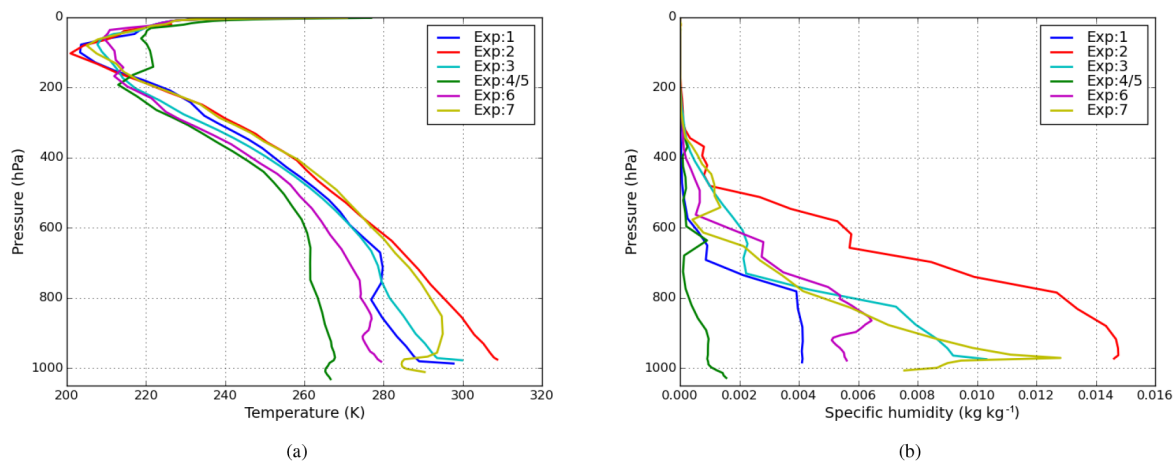 0
200
400
600
800
1000
Pressure (hPa)
200 220 240 260 280 300 320
Temperature (K)
Exp:1
Exp:2
Exp:3
Exp:4/5
Exp:6
Exp:7
(a)
0
200
400
600
800
1000
Pressure (hPa)
0.000 0.002 0.004 0.006 0.008 0.010 0.012 0.014 0.016
Specific humidity (kg kg⁻¹)
Exp:1
Exp:2
Exp:3
Exp:4/5
Exp:6
Exp:7
(b)